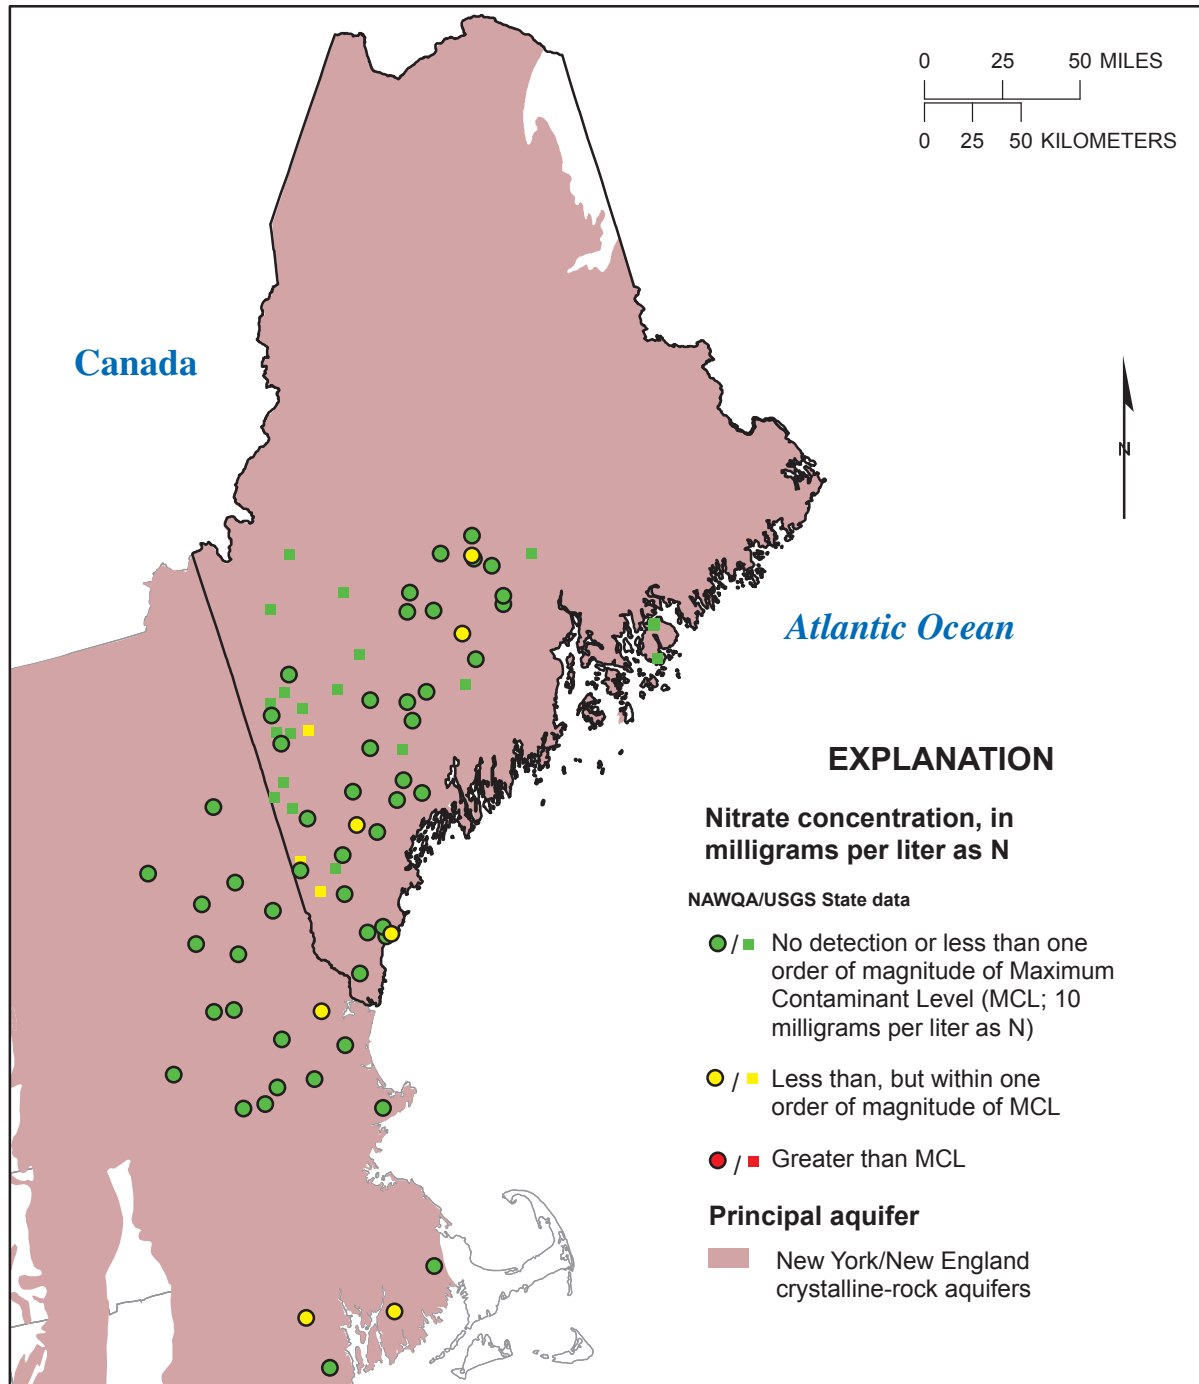 0 25 50 MILES
0 25 50 KILOMETERS
Canada
N
Atlantic Ocean
EXPLANATION
Nitrate concentration, in
milligrams per liter as N
NAWQA/USGS State data
/ No detection or less than one
order of magnitude of Maximum
Contaminant Level (MCL; 10
milligrams per liter as N)
/ Less than, but within one
order of magnitude of MCL
/ Greater than MCL
Principal aquifer
New York/New England
crystalline-rock aquifers